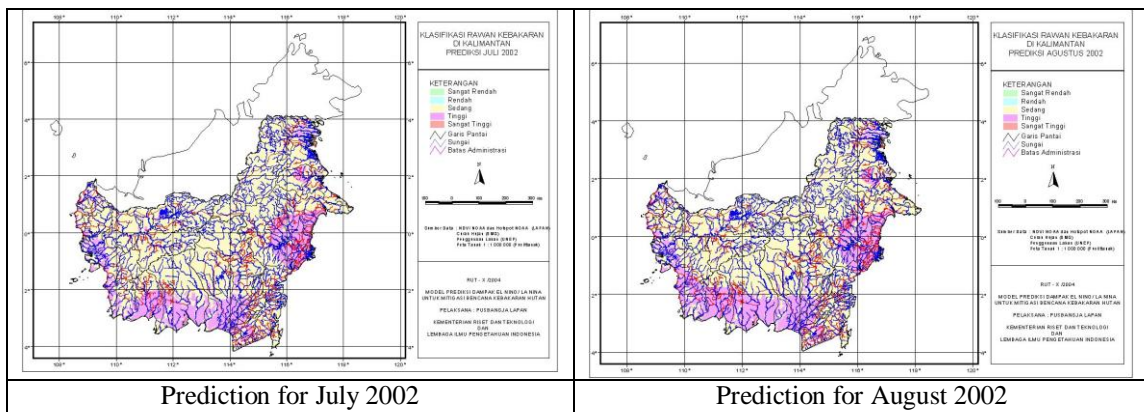 KLASIFIKASI RAWAN KEBAKARAN
DI KALIMANTAN
PREDIKSI JULI 2002
KETERANGAN
Sangat Rendah
Rendah
Sedang
Tinggi
Sangat Tinggi
Garis Pantai
Sungai
Batas Administrasi
RUT - X /2004
MODEL PREDIKSI DAMPAK EL NINO/ LA NINA
UNTUK MITIGASI BENCANA KEBAKARAN HUTAN
PELAKSANA : PUSBANGJA LAPAN
KEMENTERIAN RISET DAN TEKNOLOGI
DAN
LEMBAGA ILMU PENGETAHUAN INDONESIA
Prediction for July 2002
KLASIFIKASI RAWAN KEBAKARAN
DI KALIMANTAN
PREDIKSI AGUSTUS 2002
KETERANGAN
Sangat Rendah
Rendah
Sedang
Tinggi
Sangat Tinggi
Garis Pantai
Sungai
Batas Administrasi
RUT - X /2004
MODEL PREDIKSI DAMPAK EL NINO/ LA NINA
UNTUK MITIGASI BENCANA KEBAKARAN HUTAN
PELAKSANA : PUSBANGJA LAPAN
KEMENTERIAN RISET DAN TEKNOLOGI
DAN
LEMBAGA ILMU PENGETAHUAN INDONESIA
Prediction for August 2002